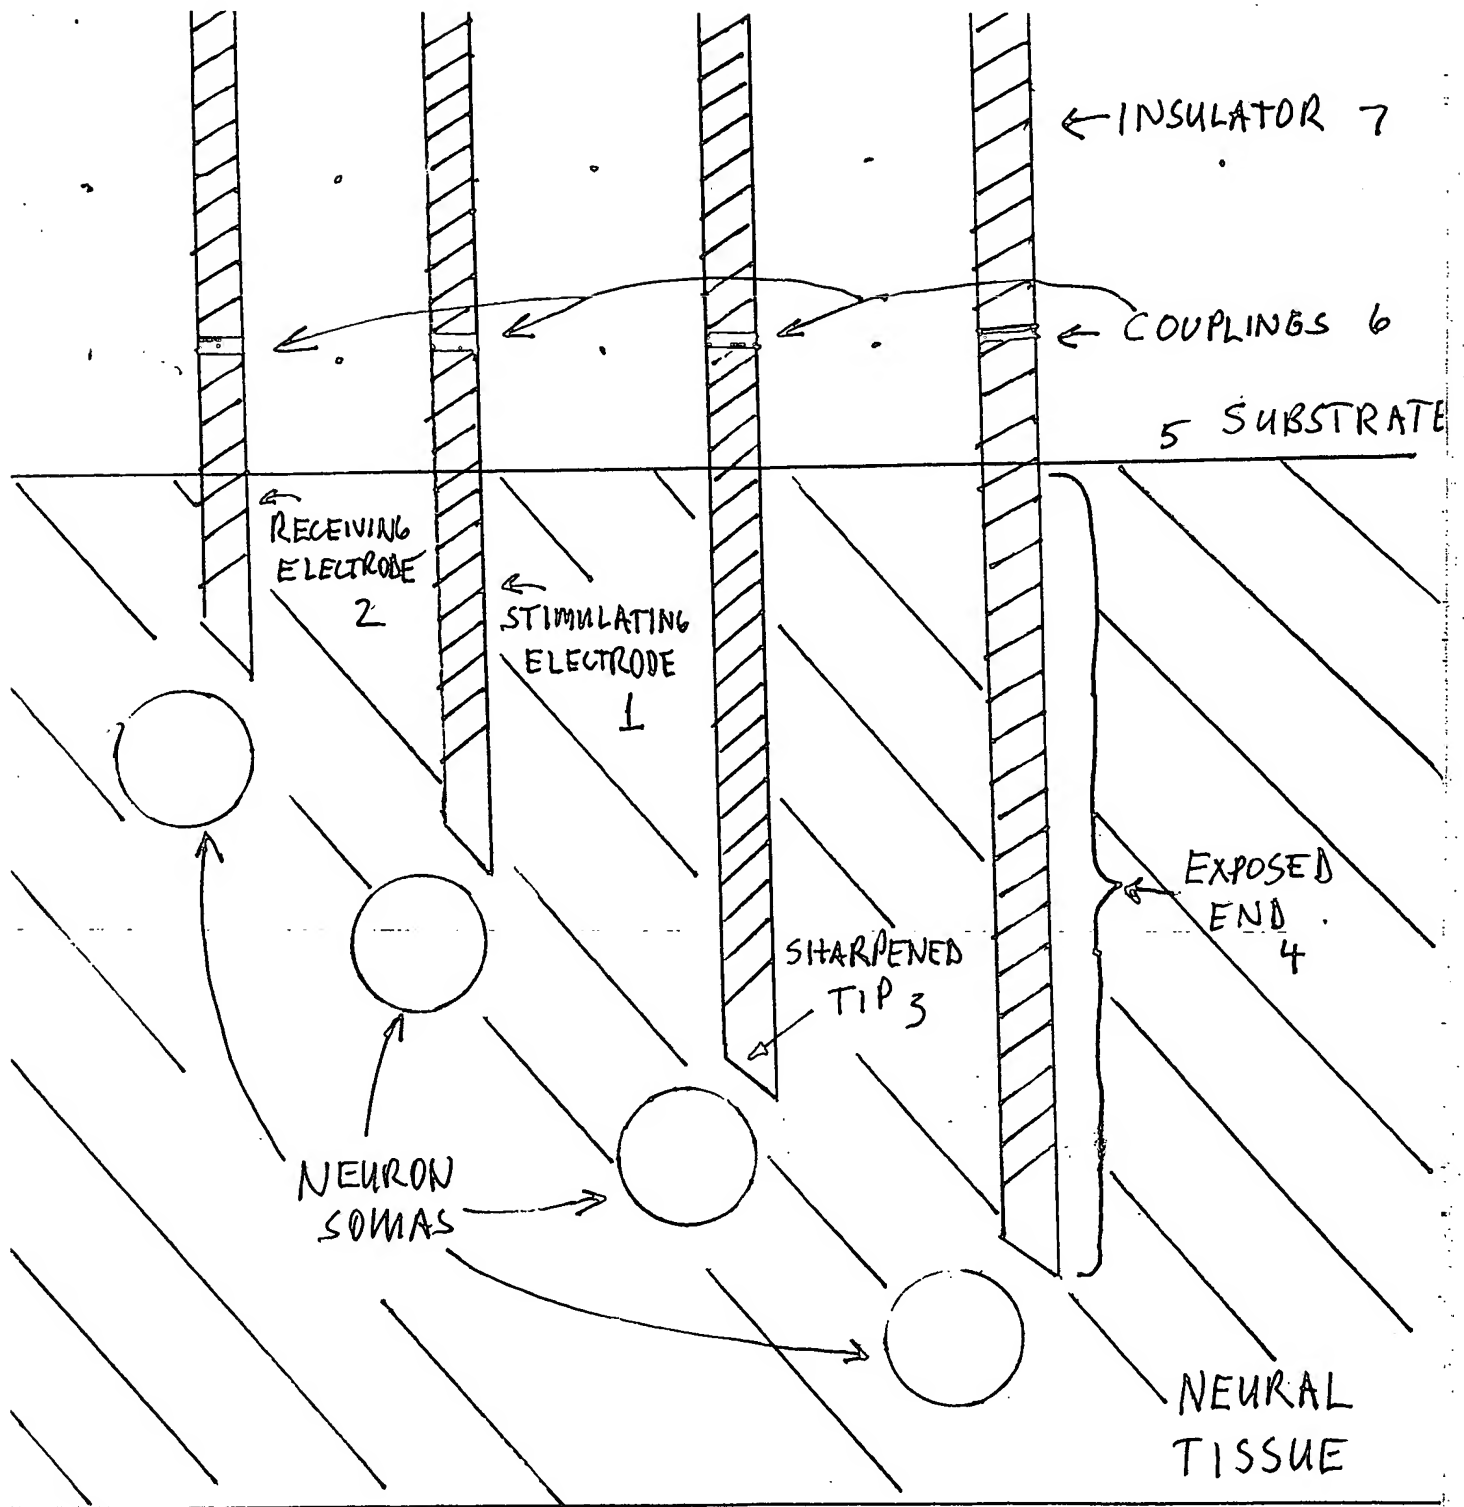 INSULATOR 7
COUPLINGS 6
5 SUBSTRATE
RECEIVING
ELECTRODE
2
STIMULATING
ELECTRODE
1
EXPOSED
END
4
SHARPENED
TIP 3
NEURON
SOMAS
NEURAL
TISSUE